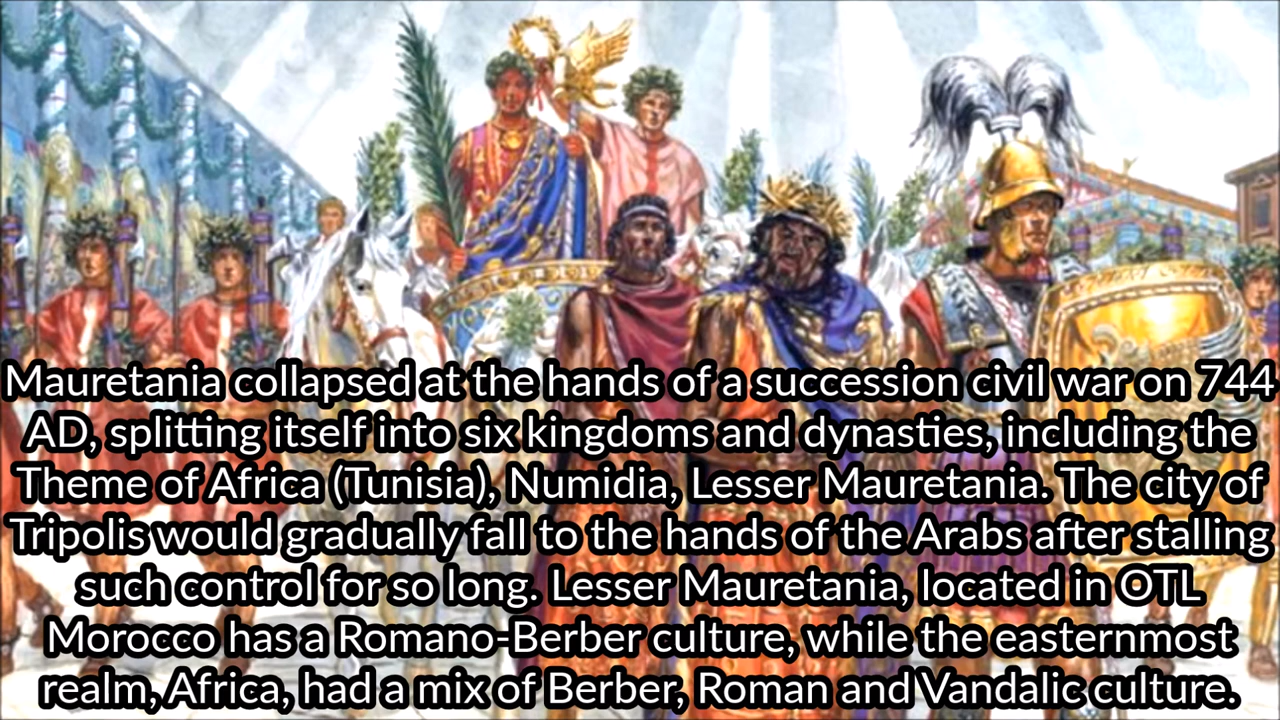 Mauretania collapsed at the hands of a succession civil war on 744
AD, splitting itself into six kingdoms and dynasties, including the
Theme of Africa (Tunisia), Numidia, Lesser Mauretania. The city of
Tripolis would gradually fall to the hands of the Arabs after stalling
such control for so long. Lesser Mauretania, located in OTL
Morocco has a Romano-Berber culture, while the easternmost
realm, Africa, had a mix of Berber, Roman and Vandalic culture.